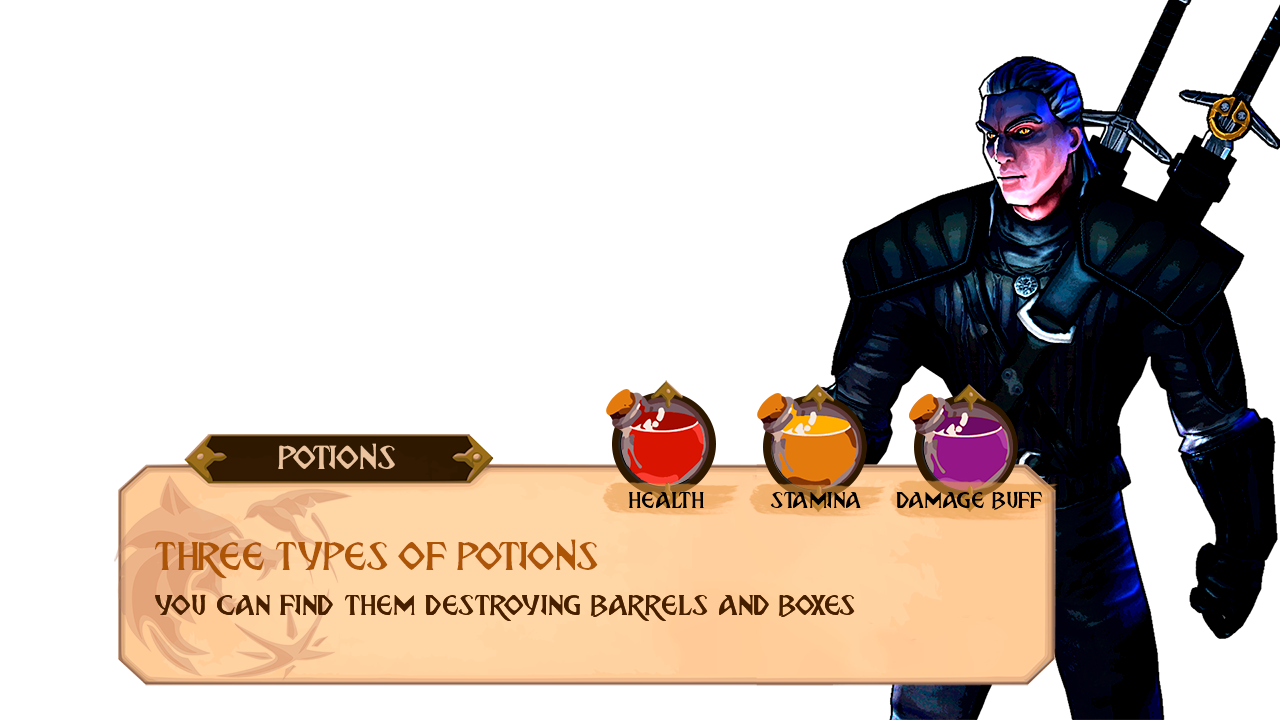 POTIONS
HEALTH
STAMINA
DAMAGE BUFF
THREE TYPES OF POTIONS
YOU CAN FIND THEM DESTROYING BARRELS AND BOXES